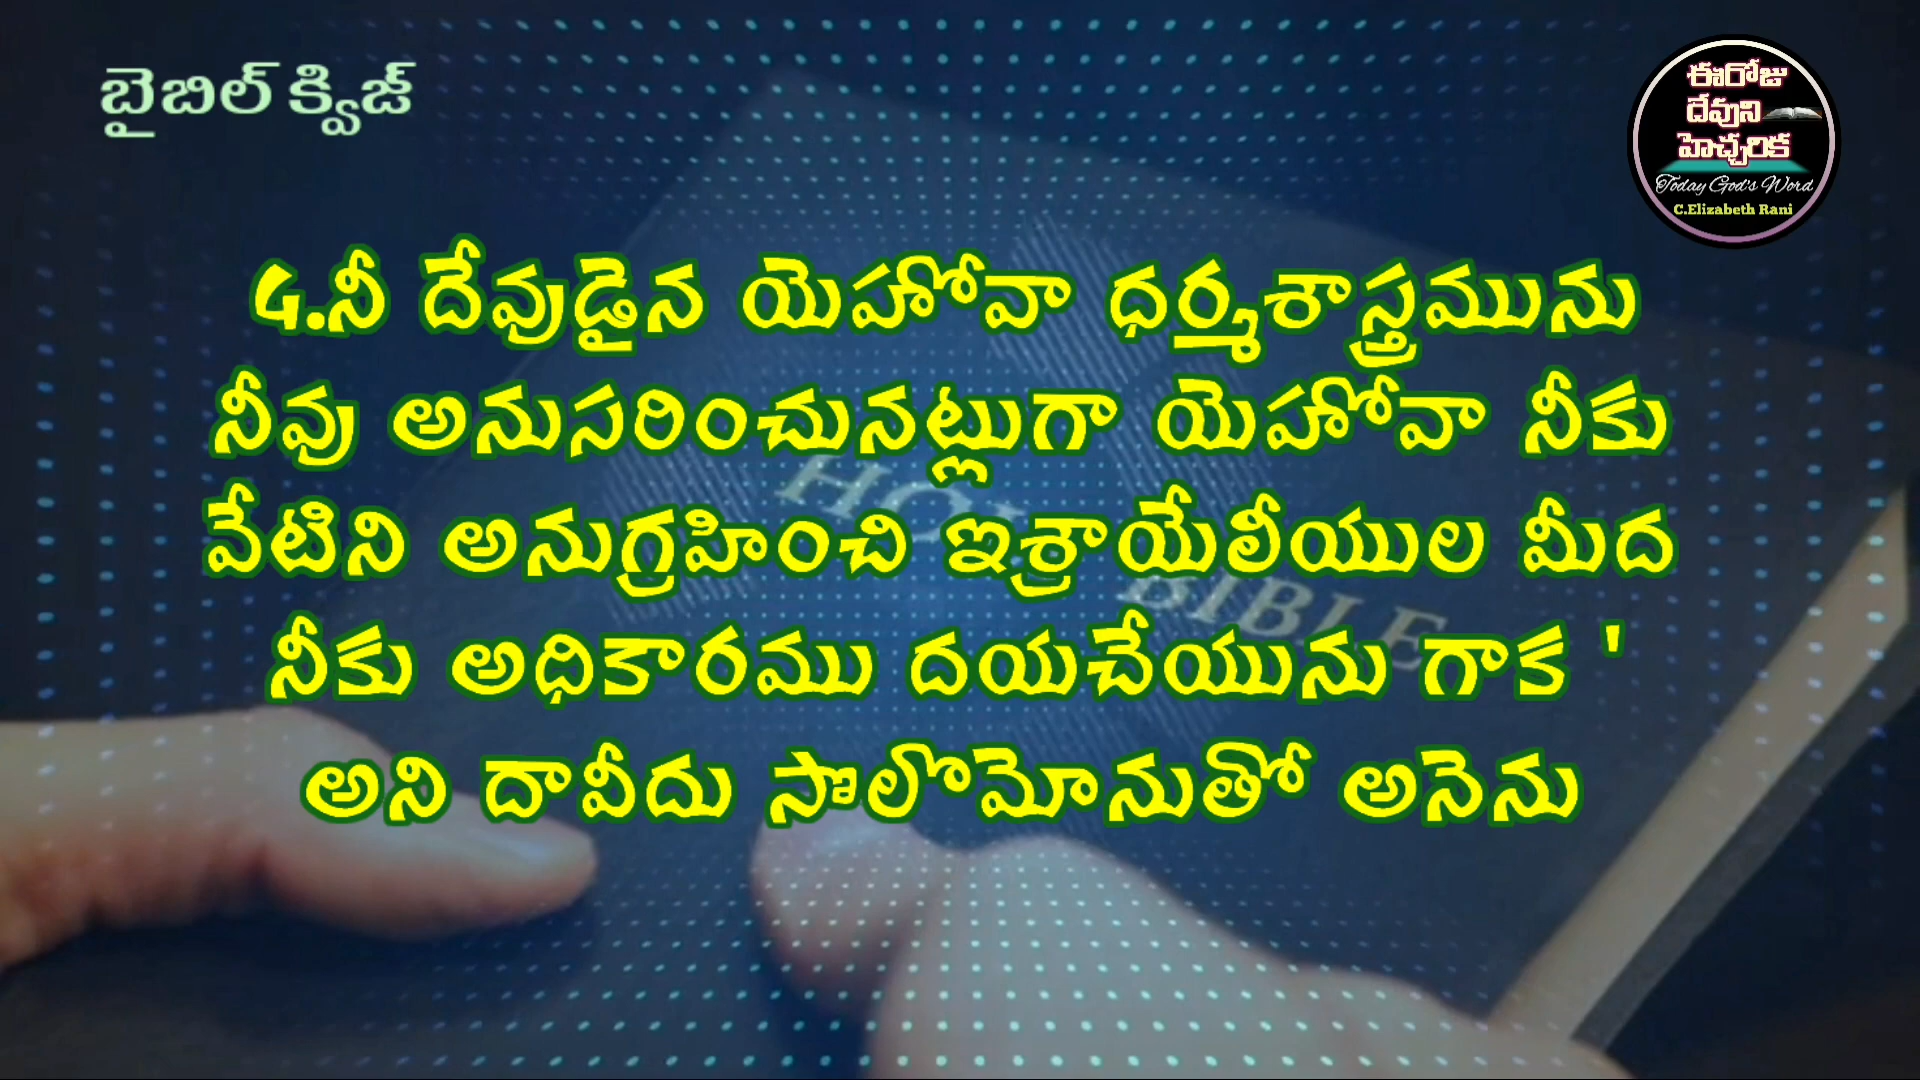 బైబిల్ క్విజ్
ఈరోజు
దేవుని
హెచ్చరిక
Today God's Word
C.Elizabeth Rani
4.నీ దేవుడైన యెహోవా ధర్మశాస్త్రమును
నీవు అనుసరించునట్లుగా యెహోవా నీకు
వేటిని అనుగ్రహించి ఇశ్రాయేలీయుల మీద
నీకు అధికారము దయచేయును గాక '
అని దావీదు సొలొమోనుతో అనెను
HOLY
BIBLE